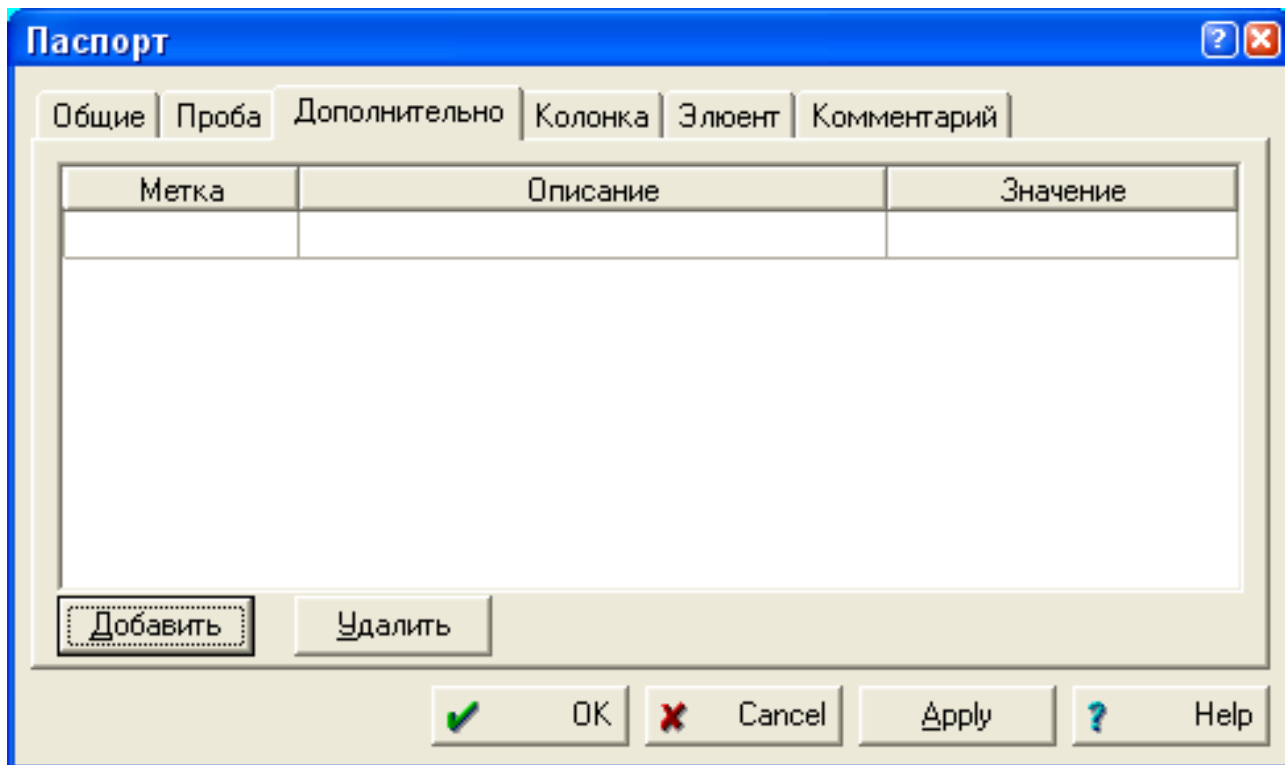 Паспорт
Общие Проба Дополнительно Колонка Элюент Комментарий
Метка Описание Значение
Добавить Удалить
OK Cancel Apply ? Help